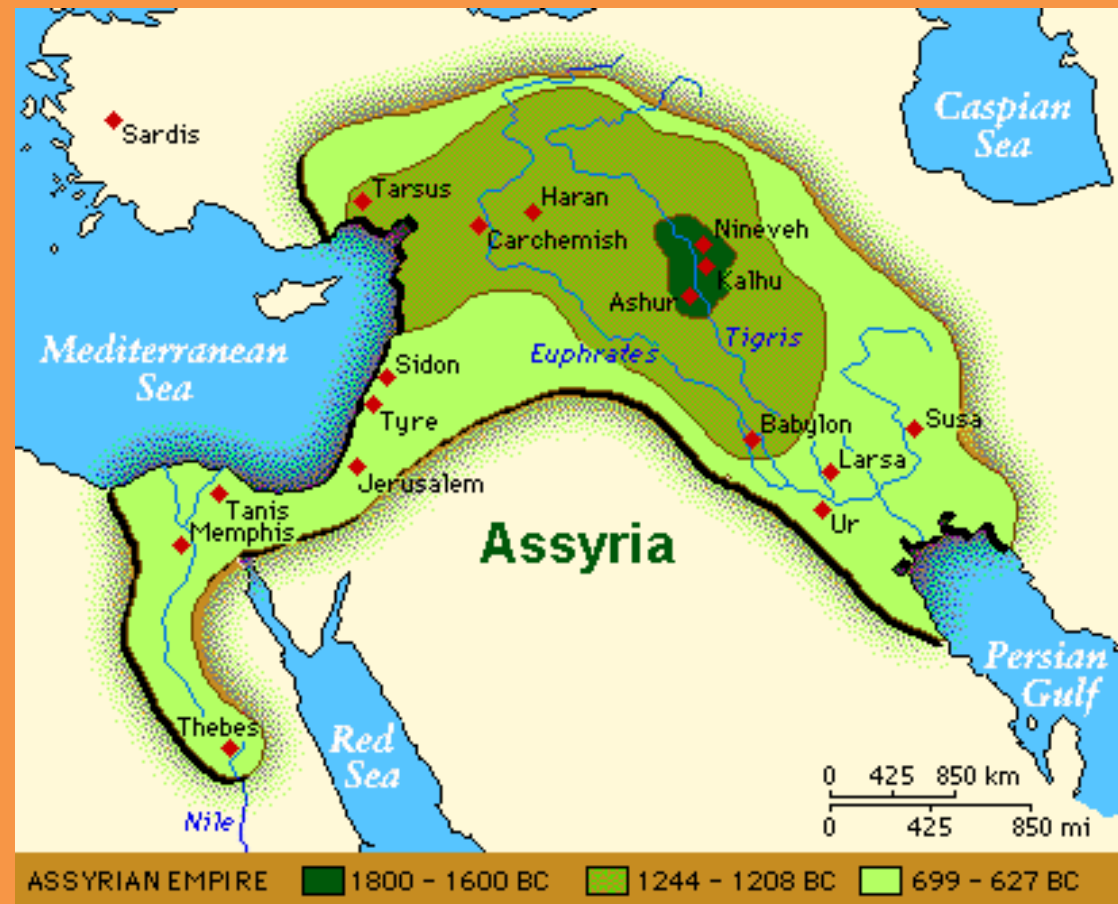 Caspian
Sea
Sardis
Tarsus
Haran
Carchemish
Nineveh
Kalhu
Ashur
Mediterranean
Sea
Euphrates
Tigris
Sidon
Tyre
Babylon
Susa
Larsa
Jerusalem
Tanis
Ur
Memphis
Assyria
Persian
Gulf
Thebes
Red
Sea
0 425 850 km
0 425 850 mi
Nile
ASSYRIAN EMPIRE 1800 - 1600 BC 1244 - 1208 BC 699 - 627 BC